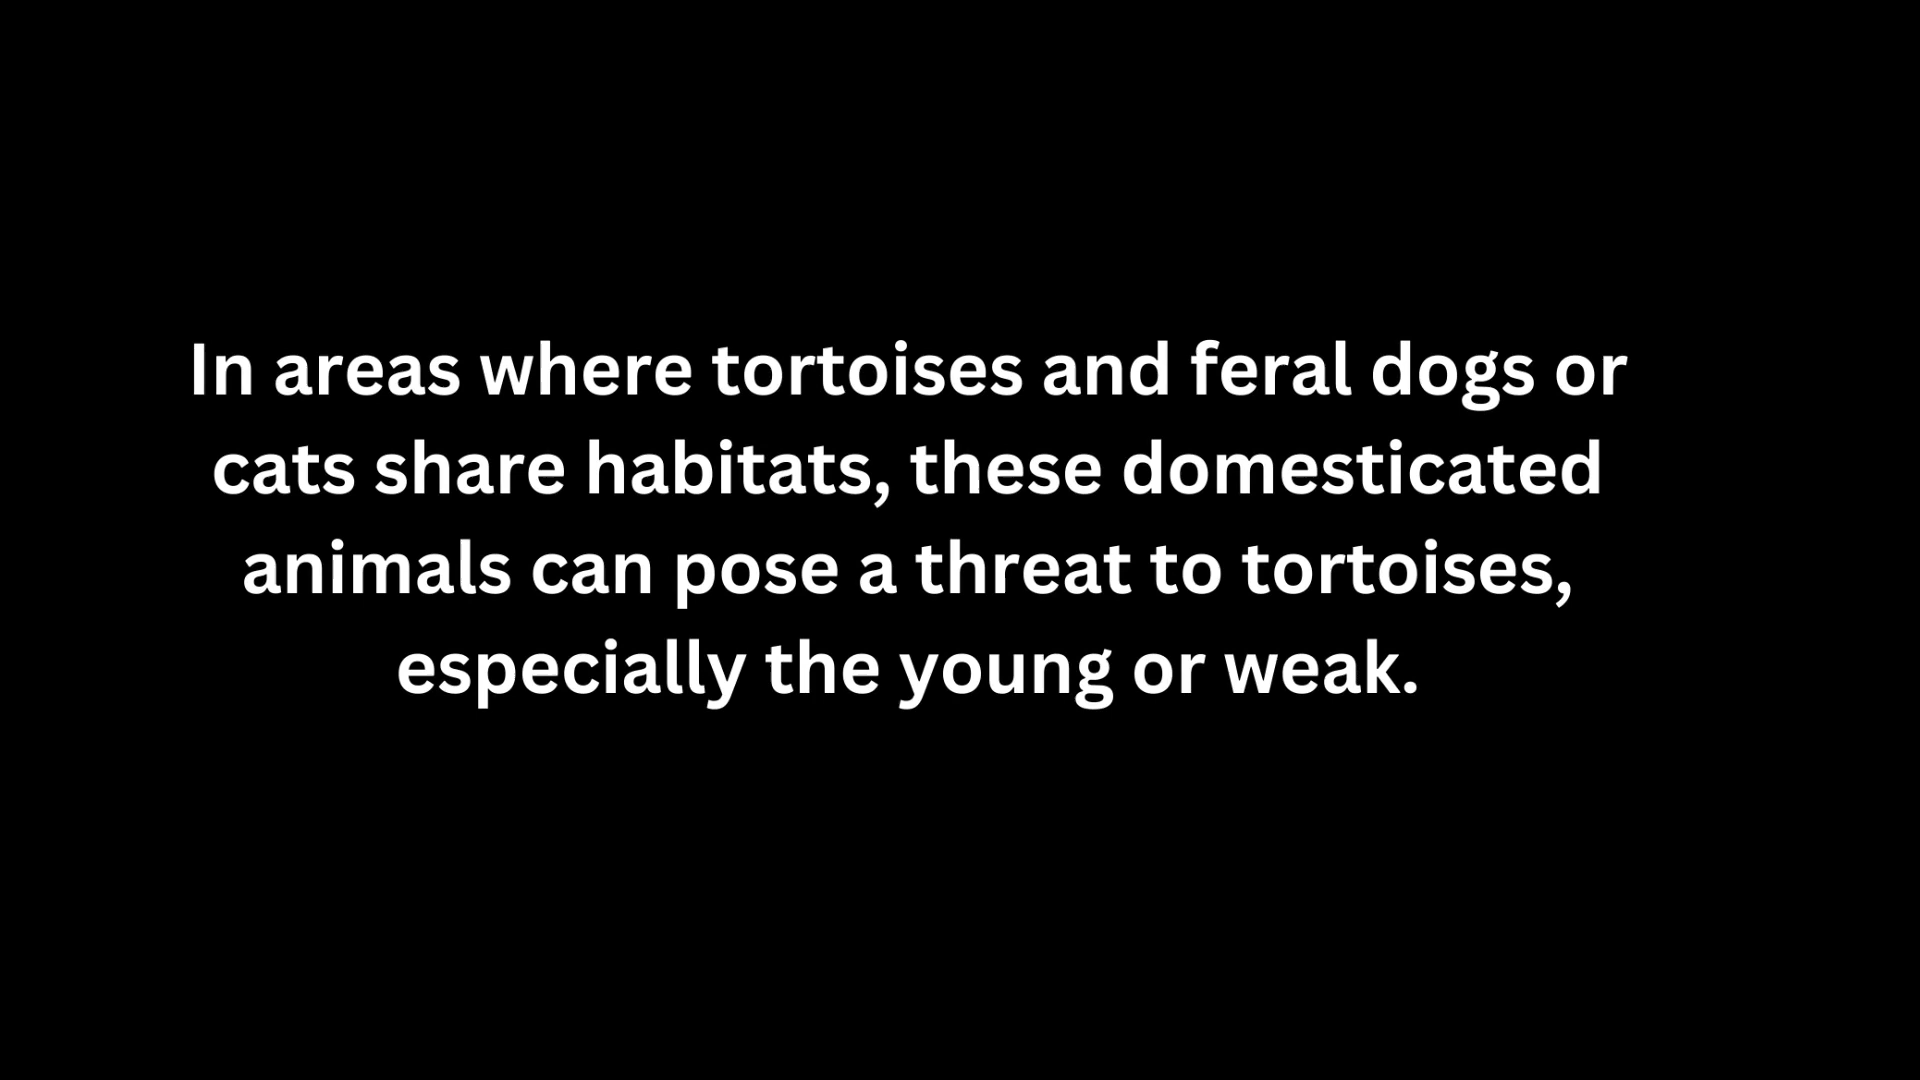 In areas where tortoises and feral dogs or
cats share habitats, these domesticated
animals can pose a threat to tortoises,
especially the young or weak.